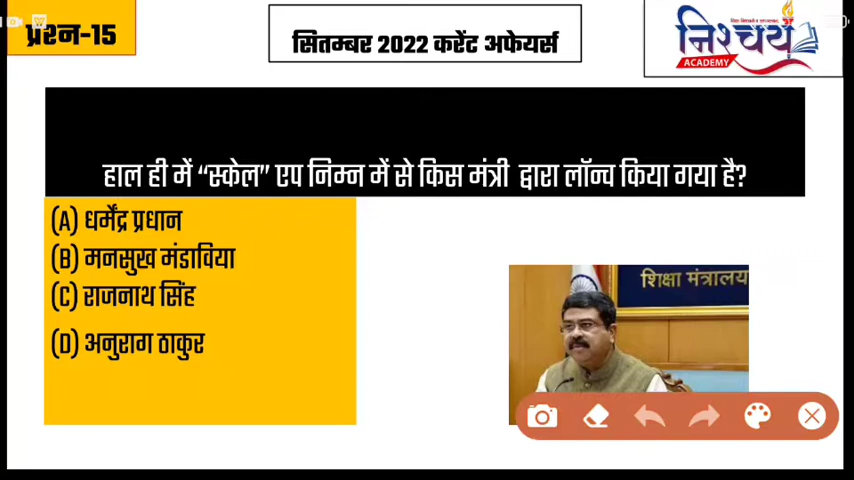 प्रश्न-15
सितम्बर 2022 करेंट अफेयर्स
निश्चय
ACADEMY
हाल ही में “स्केल” एप निम्न में से किस मंत्री द्वारा लॉन्च किया गया है?
(A) धर्मेंद्र प्रधान
(B) मनसुख मंडाविया
(C) राजनाथ सिंह
(D) अनुराग ठाकुर
शिक्षा मंत्रालय